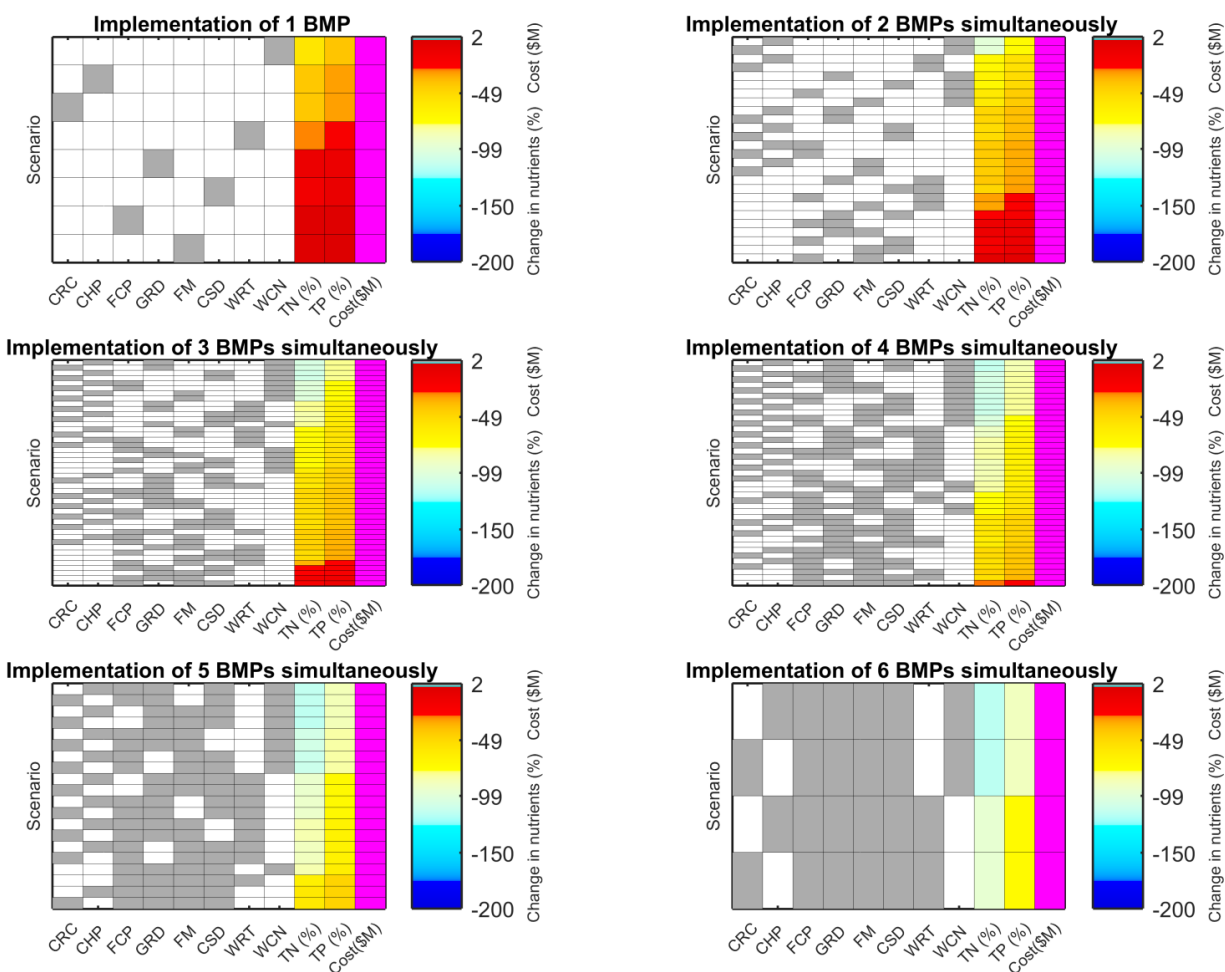 Implementation of 1 BMP
Scenario
CRC
CHP
FCP
GRD
FM
CSD
WRT
WCN
TN (%)
TP (%)
Cost($M)
2
-49
-99
-150
-200
Change in nutrients (%) Cost ($M)
Implementation of 2 BMPs simultaneously
Scenario
CRC
CHP
FCP
GRD
FM
CSD
WRT
WCN
TN (%)
TP (%)
Cost($M)
2
-49
-99
-150
-200
Change in nutrients (%) Cost ($M)
Implementation of 3 BMPs simultaneously
Scenario
CRC
CHP
FCP
GRD
FM
CSD
WRT
WCN
TN (%)
TP (%)
Cost($M)
2
-49
-99
-150
-200
Change in nutrients (%) Cost ($M)
Implementation of 4 BMPs simultaneously
Scenario
CRC
CHP
FCP
GRD
FM
CSD
WRT
WCN
TN (%)
TP (%)
Cost($M)
2
-49
-99
-150
-200
Change in nutrients (%) Cost ($M)
Implementation of 5 BMPs simultaneously
Scenario
CRC
CHP
FCP
GRD
FM
CSD
WRT
WCN
TN (%)
TP (%)
Cost($M)
2
-49
-99
-150
-200
Change in nutrients (%) Cost ($M)
Implementation of 6 BMPs simultaneously
Scenario
CRC
CHP
FCP
GRD
FM
CSD
WRT
WCN
TN (%)
TP (%)
Cost($M)
2
-49
-99
-150
-200
Change in nutrients (%) Cost ($M)